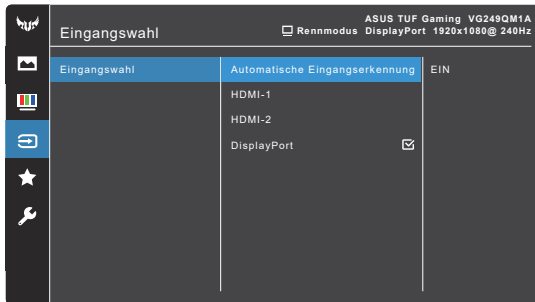 ASUS TUF Gaming VG249QM1A
Eingangswahl
Rennmodus DisplayPort 1920x1080@ 240Hz
Eingangswahl
Automatische Eingangserkennung
EIN
HDMI-1
HDMI-2
DisplayPort